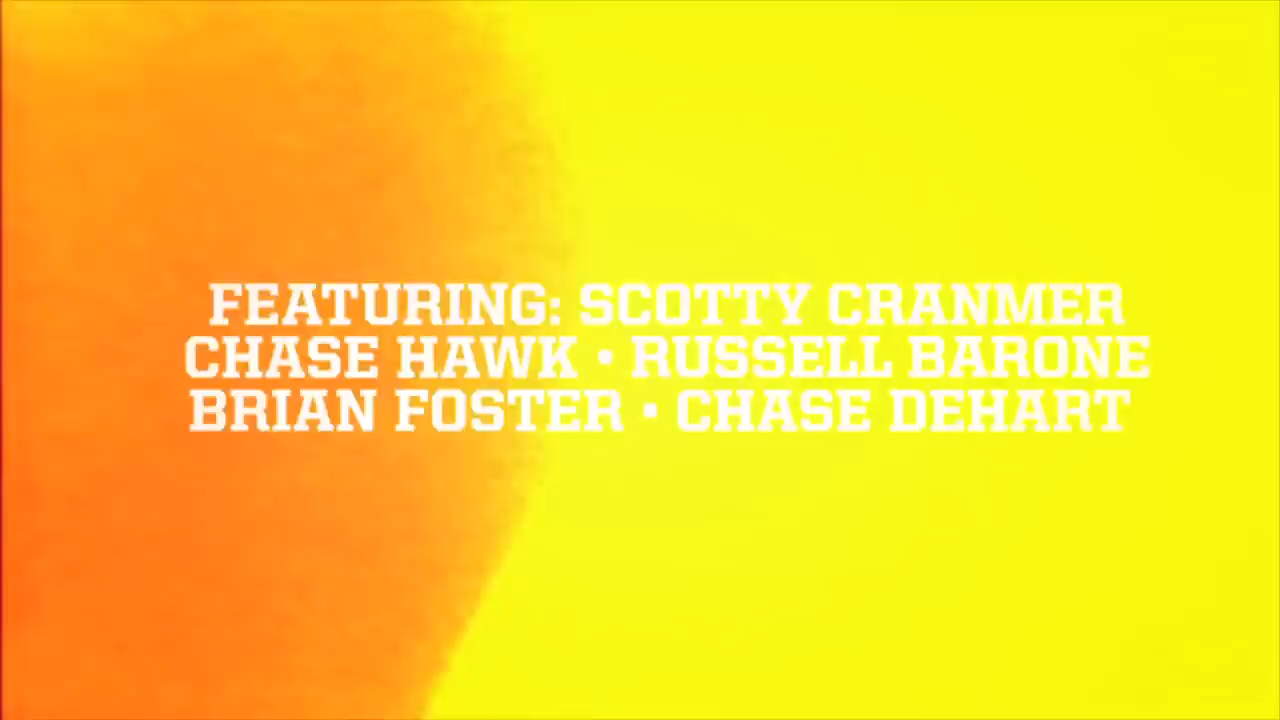 FEATURING: SCOTTY CRANMER
CHASE HAWK • RUSSELL BARONE
BRIAN FOSTER • CHASE DEHART